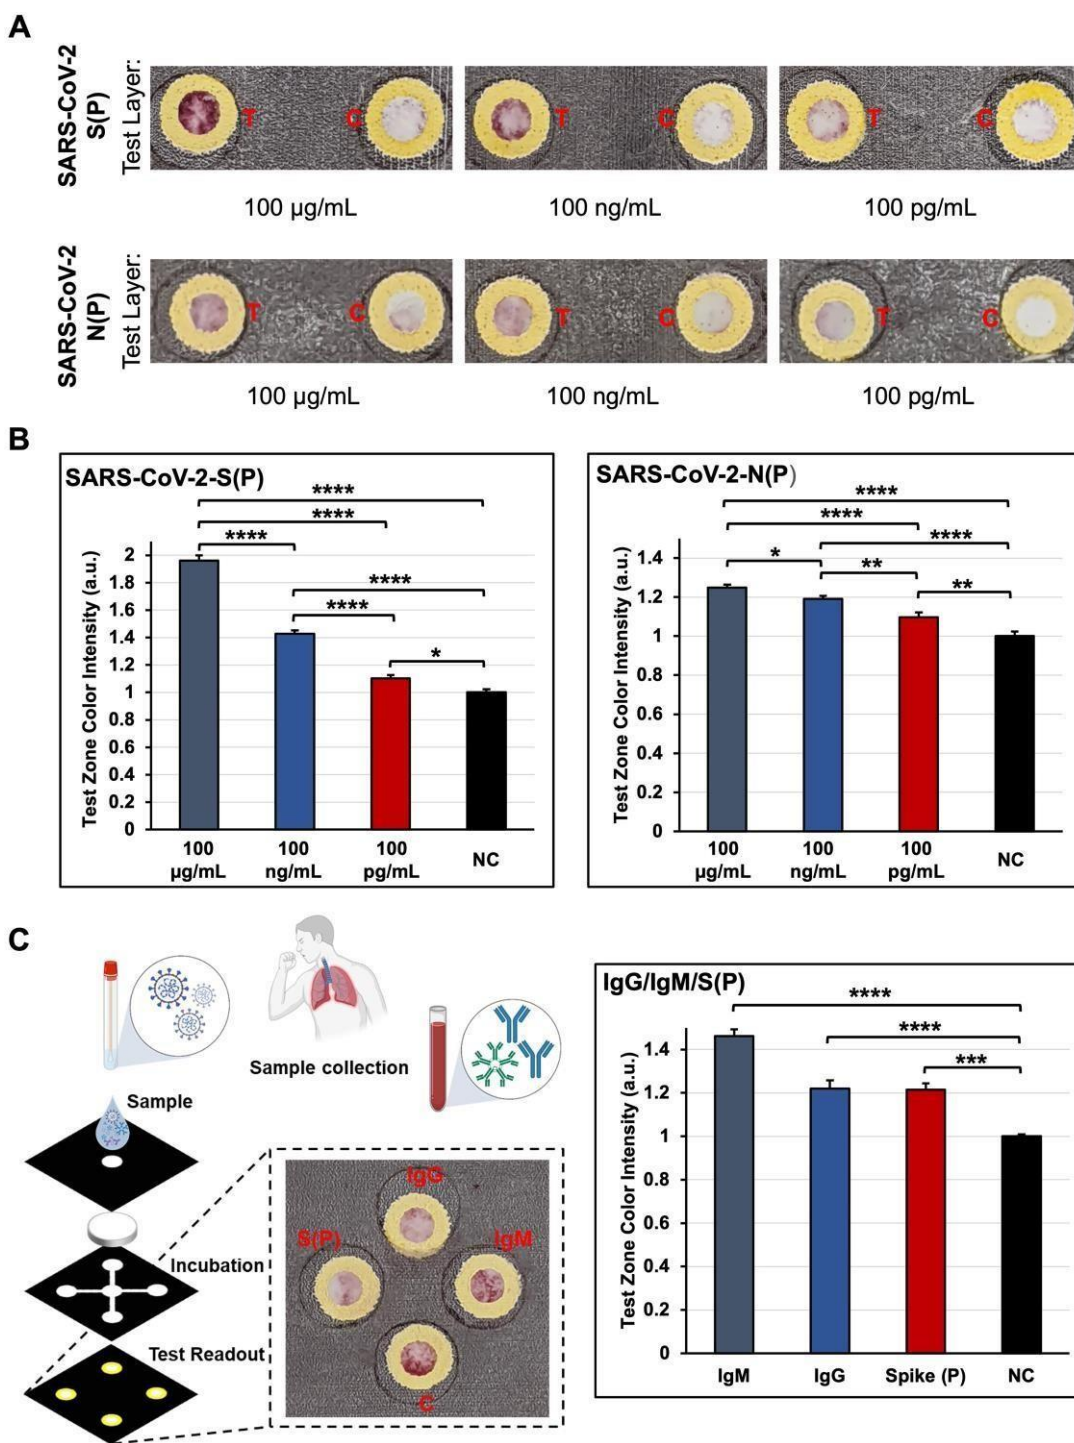 A
SARS-CoV-2
S(P)
Test Layer:
T
C
T
C
T
C
100 µg/mL
100 ng/mL
100 pg/mL
SARS-CoV-2
N(P)
Test Layer:
T
C
T
C
T
C
100 µg/mL
100 ng/mL
100 pg/mL
B
SARS-CoV-2-S(P)
****
****
****
****
****
*
Test Zone Color Intensity (a.u.)
2
1.8
1.6
1.4
1.2
1
0.8
0.6
0.4
0.2
0
100
µg/mL
100
ng/mL
100
pg/mL
NC
SARS-CoV-2-N(P)
****
****
****
*
**
**
Test Zone Color Intensity (a.u.)
1.4
1.2
1
0.8
0.6
0.4
0.2
0
100
µg/mL
100
ng/mL
100
pg/mL
NC
C
Sample collection
Sample
Incubation
Test Readout
IgG
S(P)
IgM
C
IgG/IgM/S(P)
****
****
***
Test Zone Color Intensity (a.u.)
1.4
1.2
1
0.8
0.6
0.4
0.2
0
IgM
IgG
Spike (P)
NC